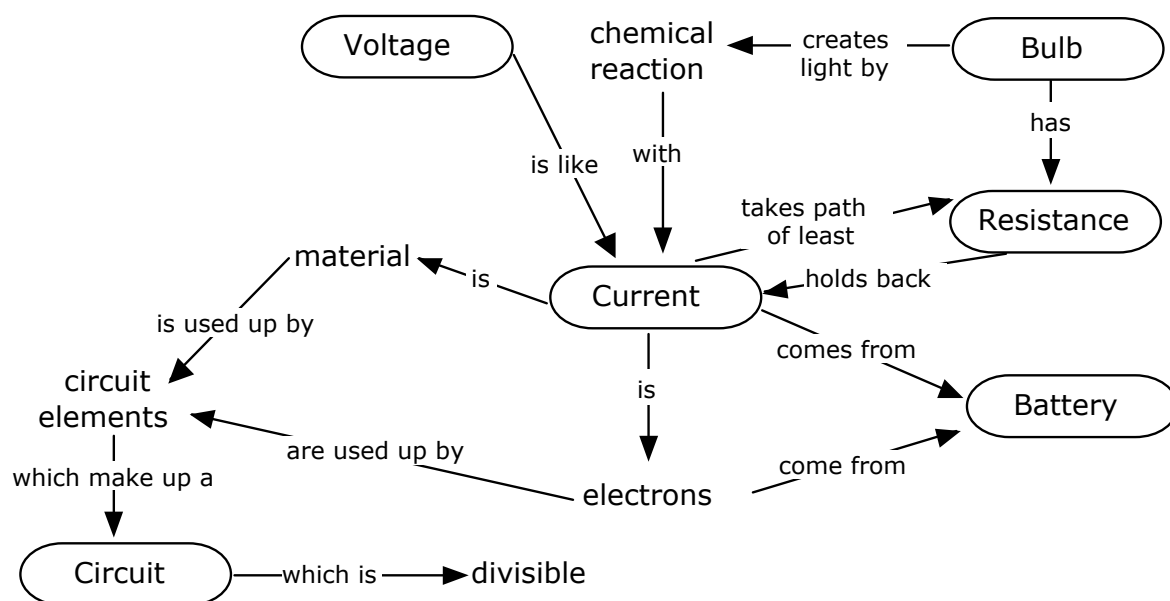 Voltage
chemical
reaction
creates
light by
Bulb
has
is like
with
takes path
of least
Resistance
material
is
Current
holds back
is used up by
comes from
circuit
elements
is
Battery
are used up by
come from
which make up a
electrons
Circuit
which is
divisible